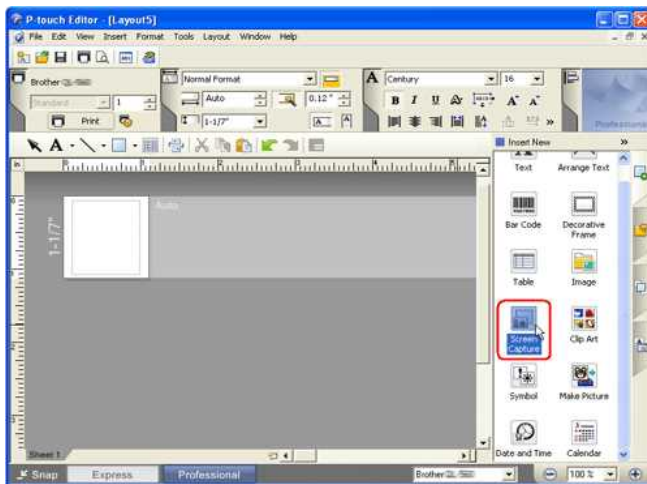 P-touch Editor - [Layout5]
File Edit View Insert Format Tools Layout Window Help
Brother
Standard
1
Print
Normal Format
Auto
0.12"
1-1/7"
A
Century
16
B I U
A A
Professional
A
Insert New
Text
Arrange Text
Bar Code
Decorative Frame
Table
Image
Screen Capture
Clip Art
Symbol
Make Picture
Date and Time
Calendar
in
1-1/7"
Auto
Sheet 1
Snap
Express
Professional
Brother
100 %